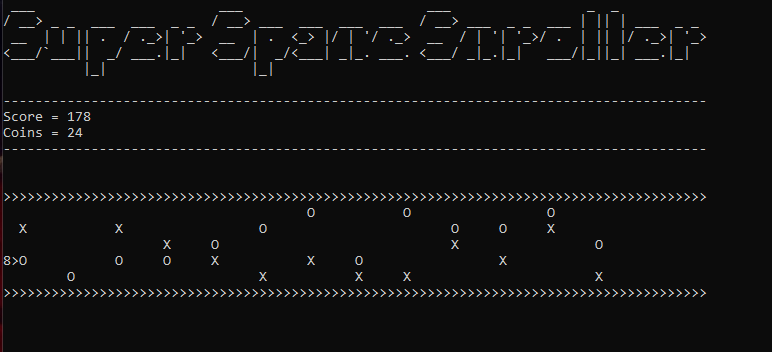 Super Space Scroller
----------------------------------------------------------------------------------------
Score = 178
Coins = 24
----------------------------------------------------------------------------------------
>>>>>>>>>>>>>>>>>>>>>>>>>>>>>>>>>>>>>>>>>>>>>>>>>>>>>>>>>>>>>>>>>>>>>>>>>>>>>>>>>>>>>>>>
O O O
X X O O O X
X O X O
8>O O O X X O X
O X X X X
>>>>>>>>>>>>>>>>>>>>>>>>>>>>>>>>>>>>>>>>>>>>>>>>>>>>>>>>>>>>>>>>>>>>>>>>>>>>>>>>>>>>>>>>